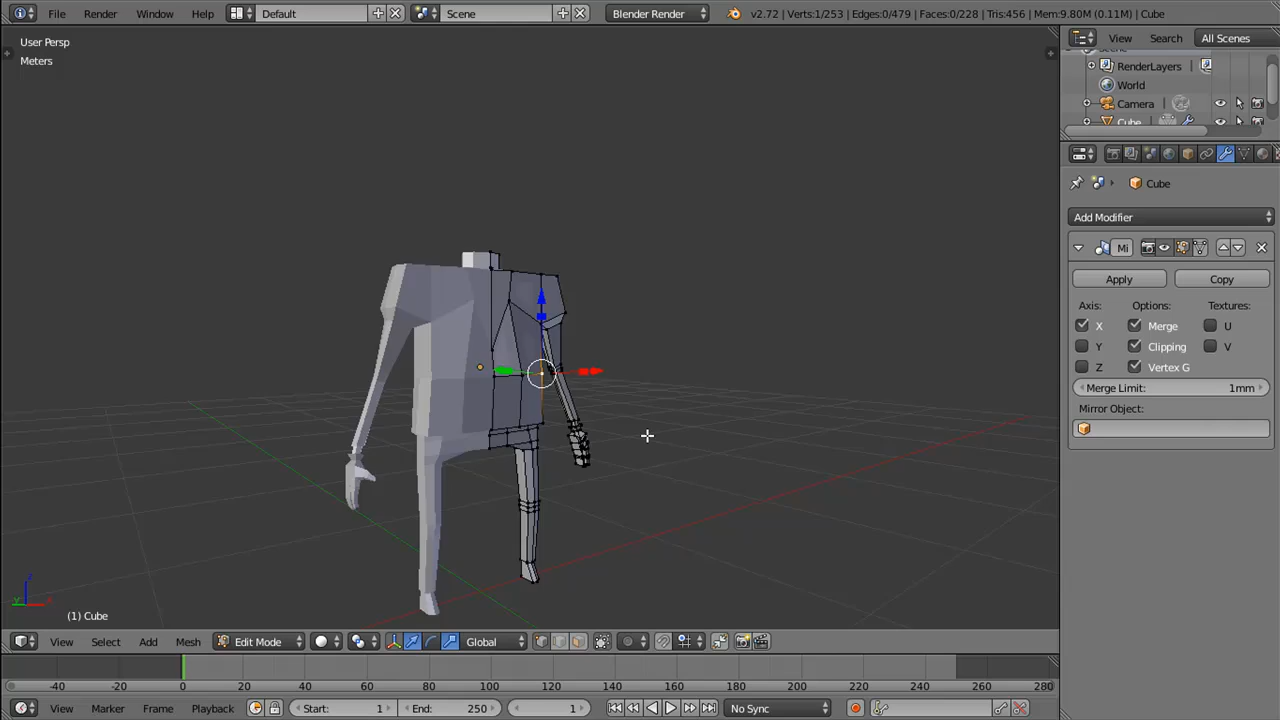 File Render Window Help Default Scene Blender Render v2.72 | Verts:1/253 | Edges:0/479 | Faces:0/228 | Tris:456 | Mem:9.80M (0.11M) | Cube
User Persp
Meters
View Search All Scenes
RenderLayers
World
Camera
Cube
Cube
Add Modifier
Mi
Apply Copy
Axis: Options: Textures:
X Merge U
Y Clipping V
Z Vertex G
Merge Limit: 1mm
Mirror Object:
(1) Cube
View Select Add Mesh Edit Mode Global
-40 -20 0 20 40 60 80 100 120 140 160 180 200 220 240 260 280
View Marker Frame Playback Start: 1 End: 250 1 No Sync